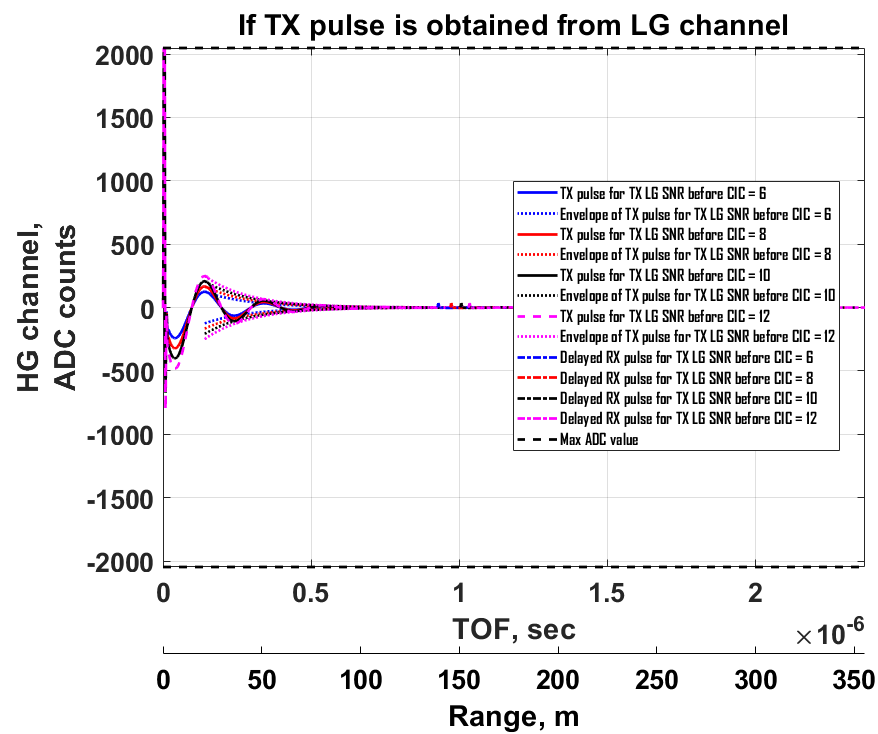 If TX pulse is obtained from LG channel
2000
1500
1000
500
0
-500
-1000
-1500
-2000
HG channel,
ADC counts
TX pulse for TX LG SNR before CIC = 6
Envelope of TX pulse for TX LG SNR before CIC = 6
TX pulse for TX LG SNR before CIC = 8
Envelope of TX pulse for TX LG SNR before CIC = 8
TX pulse for TX LG SNR before CIC = 10
Envelope of TX pulse for TX LG SNR before CIC = 10
TX pulse for TX LG SNR before CIC = 12
Envelope of TX pulse for TX LG SNR before CIC = 12
Delayed RX pulse for TX LG SNR before CIC = 6
Delayed RX pulse for TX LG SNR before CIC = 8
Delayed RX pulse for TX LG SNR before CIC = 10
Delayed RX pulse for TX LG SNR before CIC = 12
Max ADC value
0 0.5 1 1.5 2
TOF, sec
×10⁻⁶
0 50 100 150 200 250 300 350
Range, m